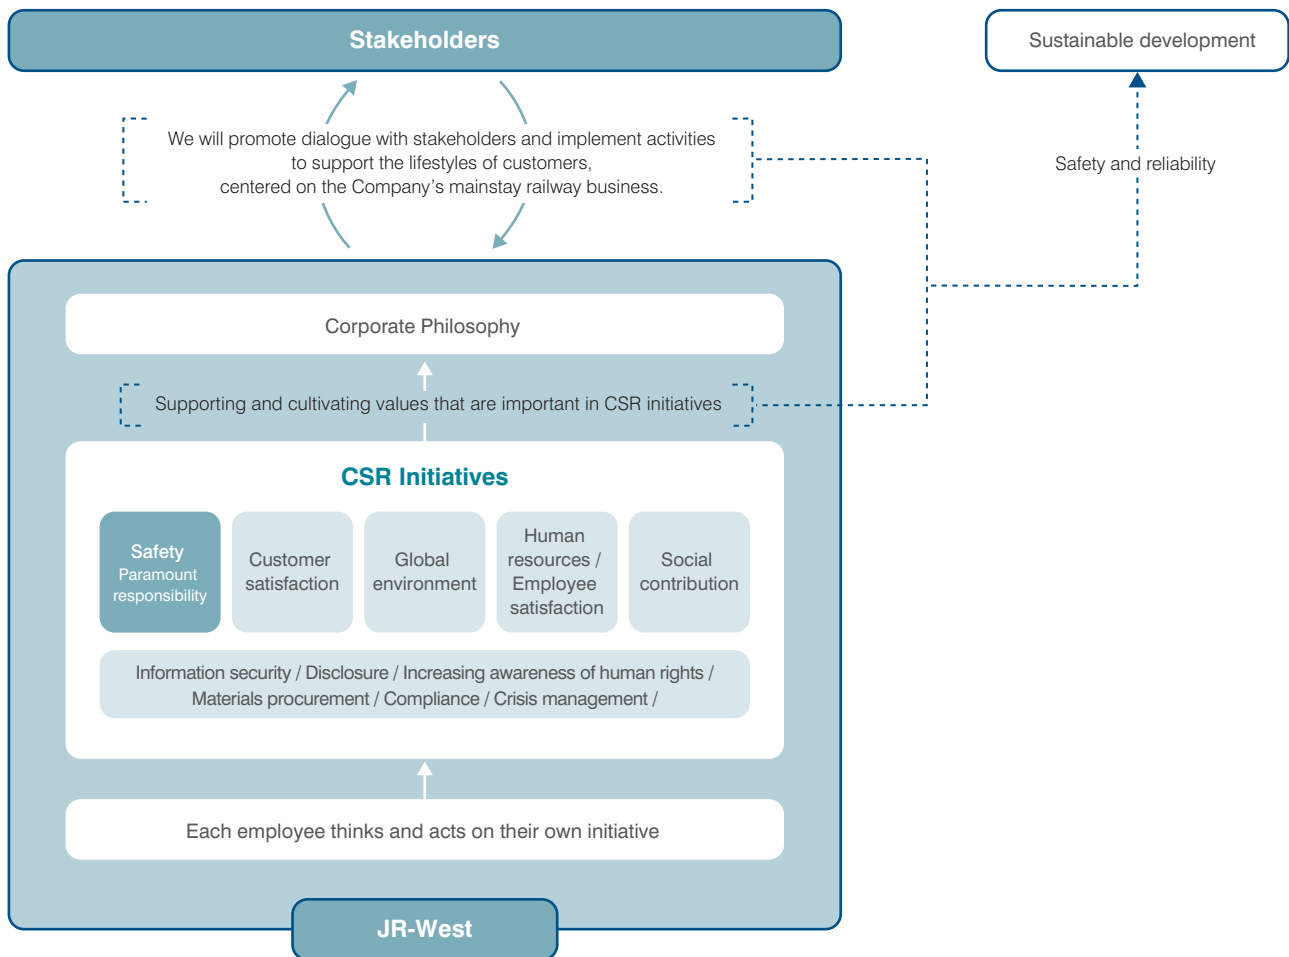 Stakeholders
Sustainable development
We will promote dialogue with stakeholders and implement activities
to support the lifestyles of customers,
centered on the Company's mainstay railway business.
Safety and reliability
Corporate Philosophy
Supporting and cultivating values that are important in CSR initiatives
CSR Initiatives
Safety
Paramount
responsibility
Customer
satisfaction
Global
environment
Human
resources /
Employee
satisfaction
Social
contribution
Information security / Disclosure / Increasing awareness of human rights /
Materials procurement / Compliance / Crisis management /
Each employee thinks and acts on their own initiative
JR-West